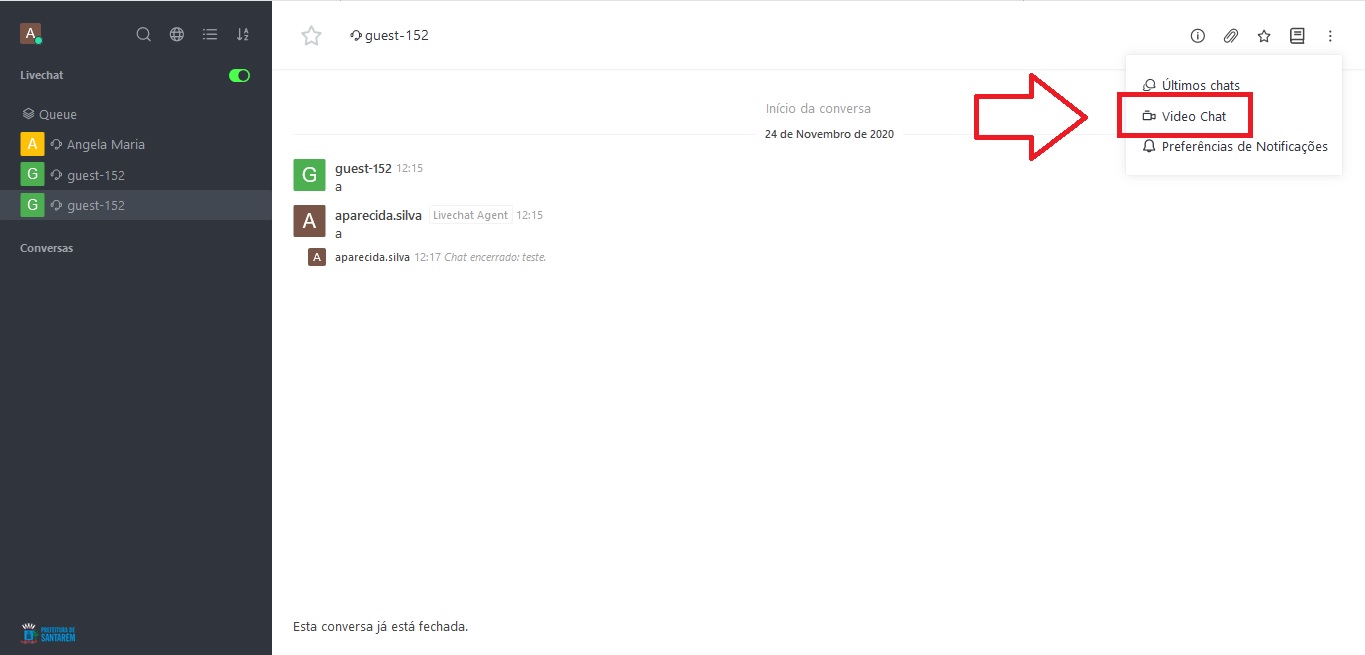 A
Livechat
Queue
A Angela Maria
G guest-152
G guest-152
Conversas
PREFEITURA DE
SANTARÉM
guest-152
Últimos chats
Video Chat
Preferências de Notificações
Início da conversa
24 de Novembro de 2020
G guest-152 12:15
a
A aparecida.silva Livechat Agent 12:15
a
A aparecida.silva 12:17 Chat encerrado: teste.
Esta conversa já está fechada.